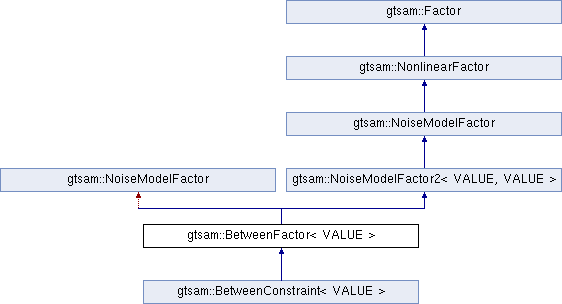 gtsam::Factor
gtsam::NonlinearFactor
gtsam::NoiseModelFactor
gtsam::NoiseModelFactor
gtsam::NoiseModelFactor2< VALUE, VALUE >
gtsam::BetweenFactor< VALUE >
gtsam::BetweenConstraint< VALUE >